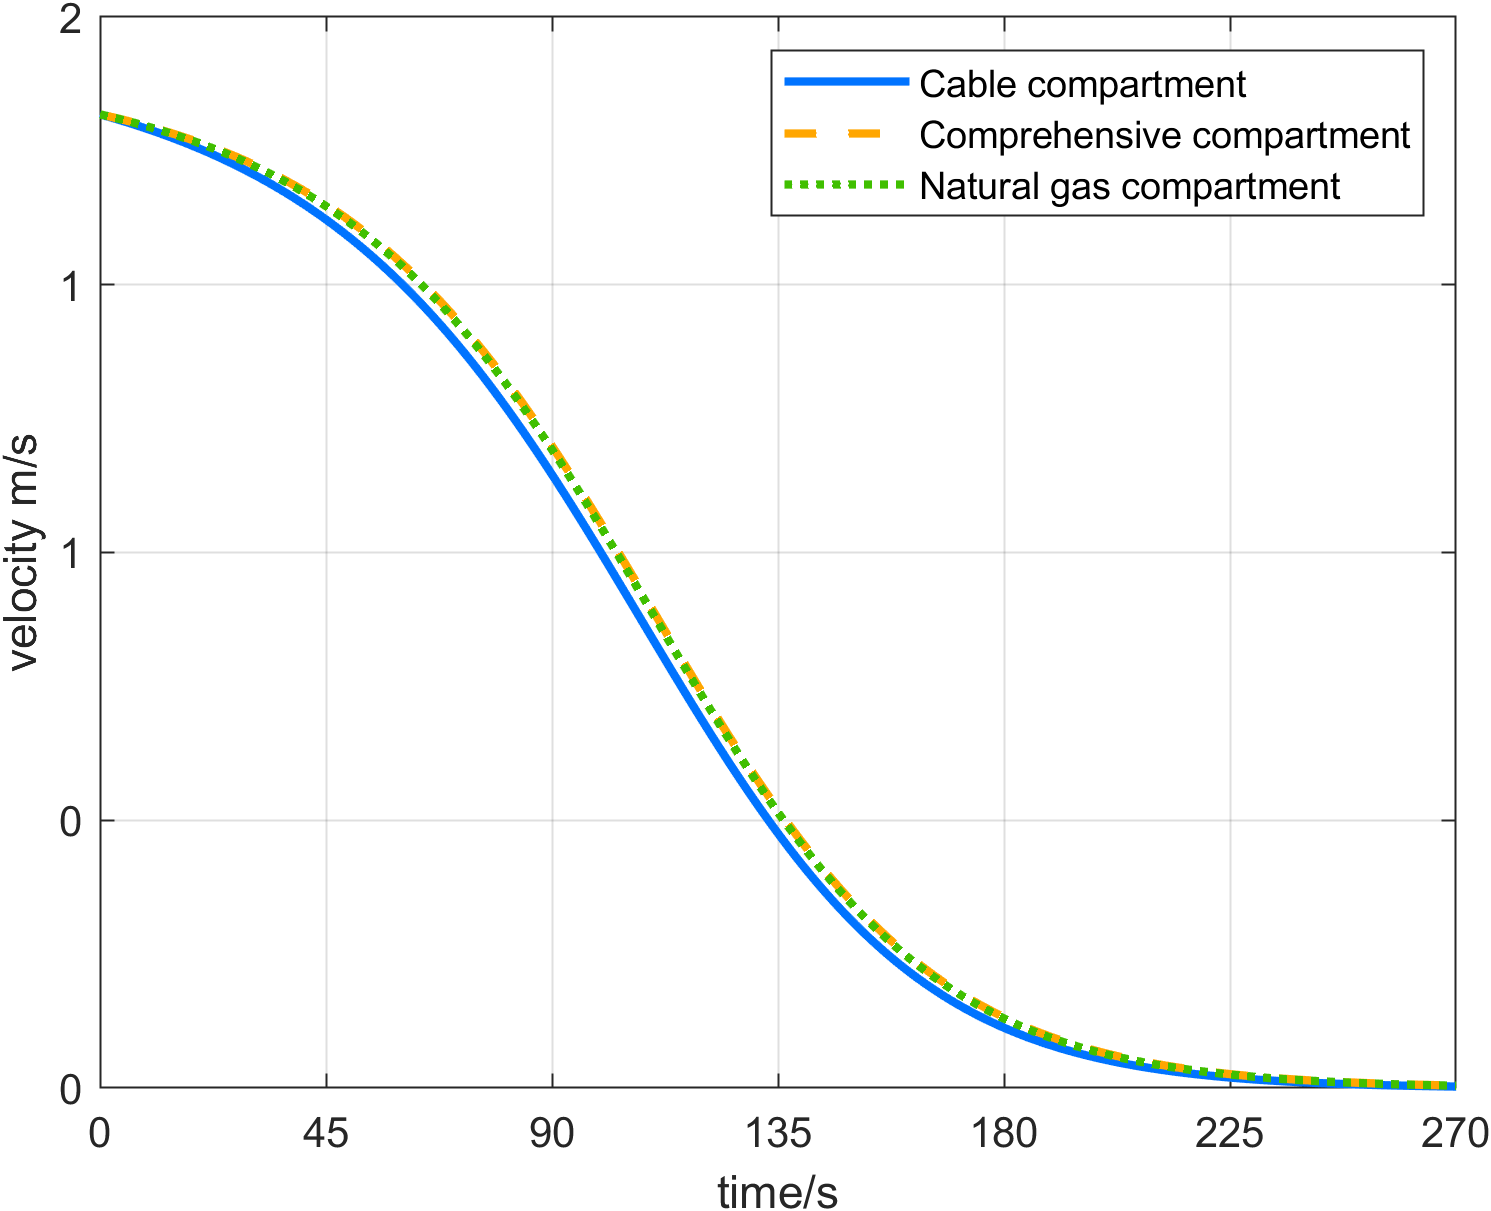 2
1
1
0
0
velocity m/s
Cable compartment
Comprehensive compartment
Natural gas compartment
0 45 90 135 180 225 270
time/s